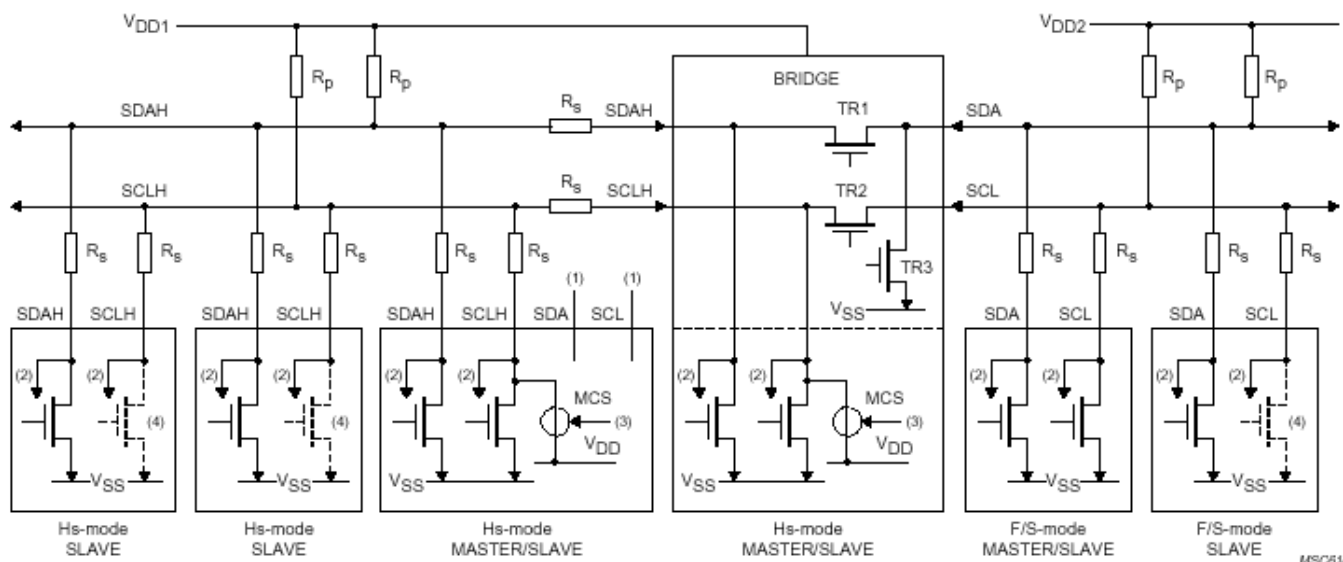 VDD1
VDD2
Rp Rp
BRIDGE
Rp Rp
SDAH Rs SDAH TR1 SDA
SCLH Rs SCLH TR2 SCL
Rs Rs Rs Rs Rs Rs (1) (1) TR3 Rs Rs Rs Rs
VSS
SDAH SCLH SDAH SCLH SDAH SCLH SDA SCL SDA SCL SDA SCL
(2) (2) (2) (2) (2) (2) (2) (2) (2) (2) (2) (2)
MCS MCS
(4) (4) (3) (3) (4)
VDD VDD
VSS VSS VSS VSS VSS VSS
Hs-mode Hs-mode Hs-mode Hs-mode F/S-mode F/S-mode
SLAVE SLAVE MASTER/SLAVE MASTER/SLAVE MASTER/SLAVE SLAVE